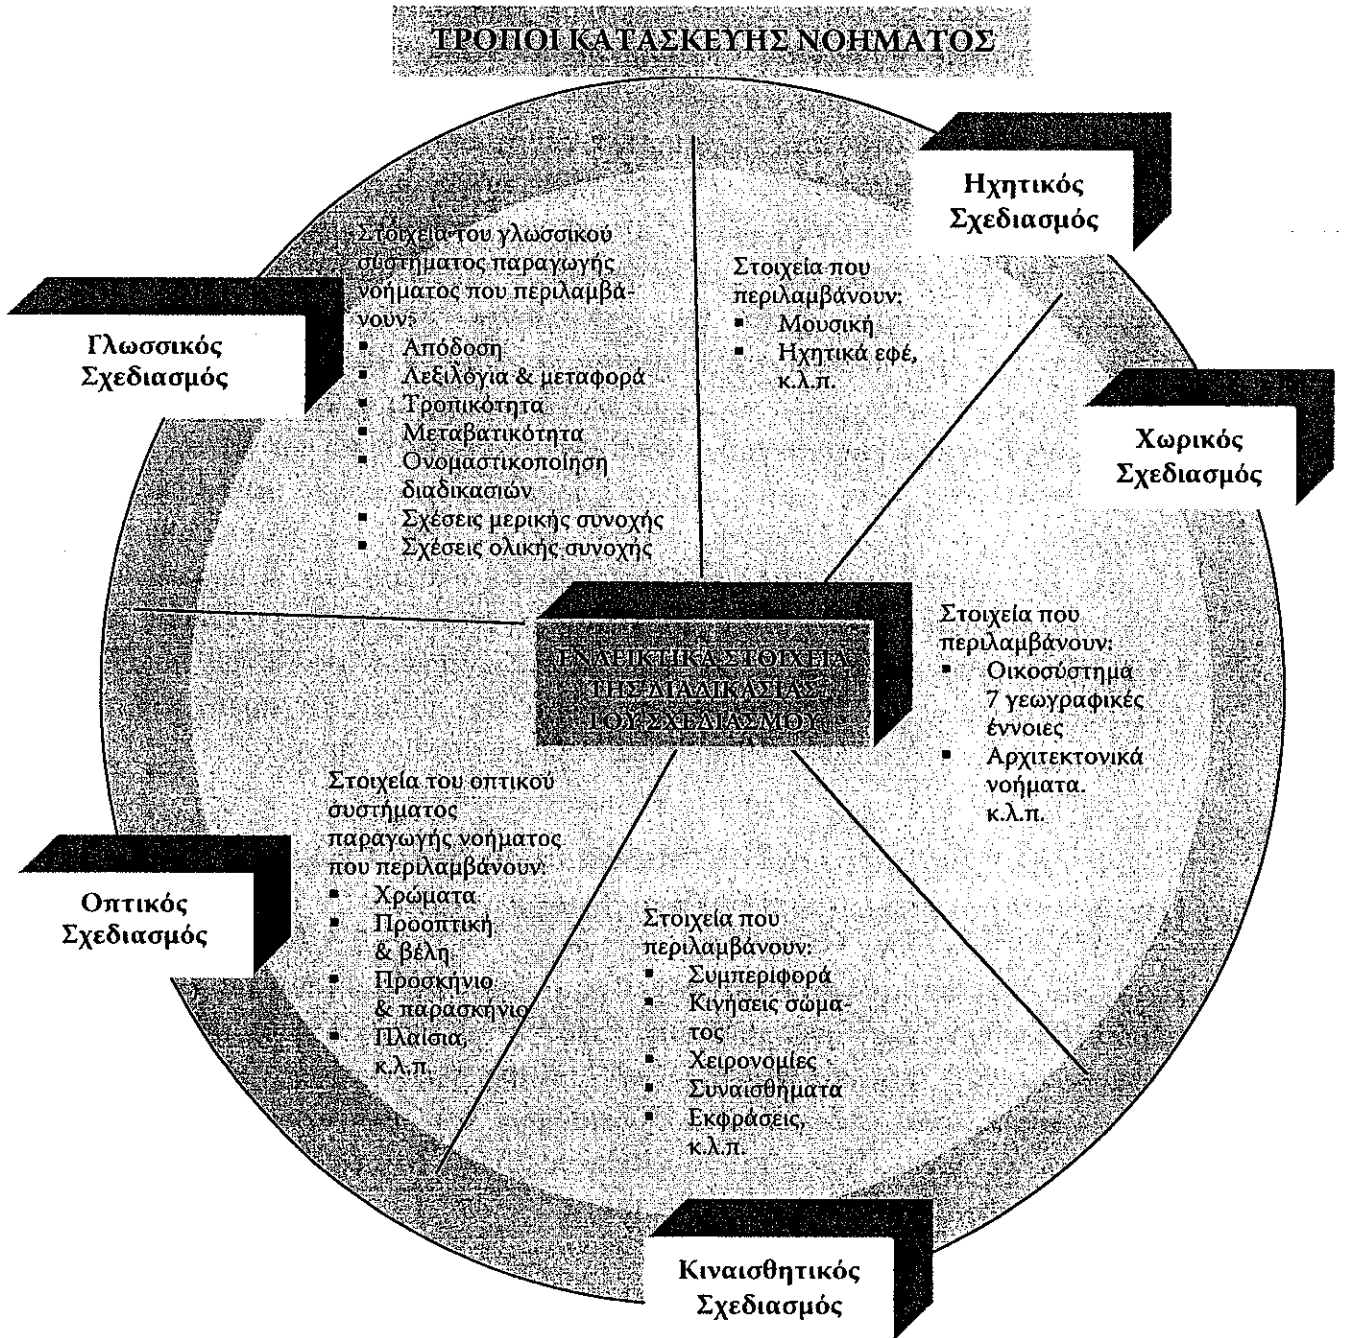 ΤΡΟΠΟΙ ΚΑΤΑΣΚΕΥΗΣ ΝΟΗΜΑΤΟΣ
Ηχητικός
Σχεδιασμός
Στοιχεία του γλωσσικού
συστήματος παραγωγής
νοήματος που περιλαμβά-
νουν:
▪ Απόδοση
▪ Λεξιλόγια & μεταφορά
▪ Τροπικότητα
▪ Μεταβατικότητα
▪ Ονομαστικοποίηση
διαδικασιών
▪ Σχέσεις μερικής συνοχής
▪ Σχέσεις ολικής συνοχής
Στοιχεία που
περιλαμβάνουν:
▪ Μουσική
▪ Ηχητικά εφέ,
κ.λ.π.
Γλωσσικός
Σχεδιασμός
Χωρικός
Σχεδιασμός
ΕΝΔΕΙΚΤΙΚΑ ΣΤΟΙΧΕΙΑ
ΤΗΣ ΔΙΑΔΙΚΑΣΙΑΣ
ΤΟΥ ΣΧΕΔΙΑΣΜΟΥ
Στοιχεία που
περιλαμβάνουν:
▪ Οικοσύστημα
7 γεωγραφικές
έννοιες
▪ Αρχιτεκτονικά
νοήματα.
κ.λ.π.
Στοιχεία του οπτικού
συστήματος
παραγωγής νοήματος
που περιλαμβάνουν:
▪ Χρώματα
▪ Προοπτική
& βέλη
▪ Προσκήνιο
& παρασκήνιο
▪ Πλαίσια,
κ.λ.π.
Οπτικός
Σχεδιασμός
Στοιχεία που
περιλαμβάνουν:
▪ Συμπεριφορά
▪ Κινήσεις σώμα-
τος
▪ Χειρονομίες
▪ Συναισθήματα
▪ Εκφράσεις,
κ.λ.π.
Κιναισθητικός
Σχεδιασμός